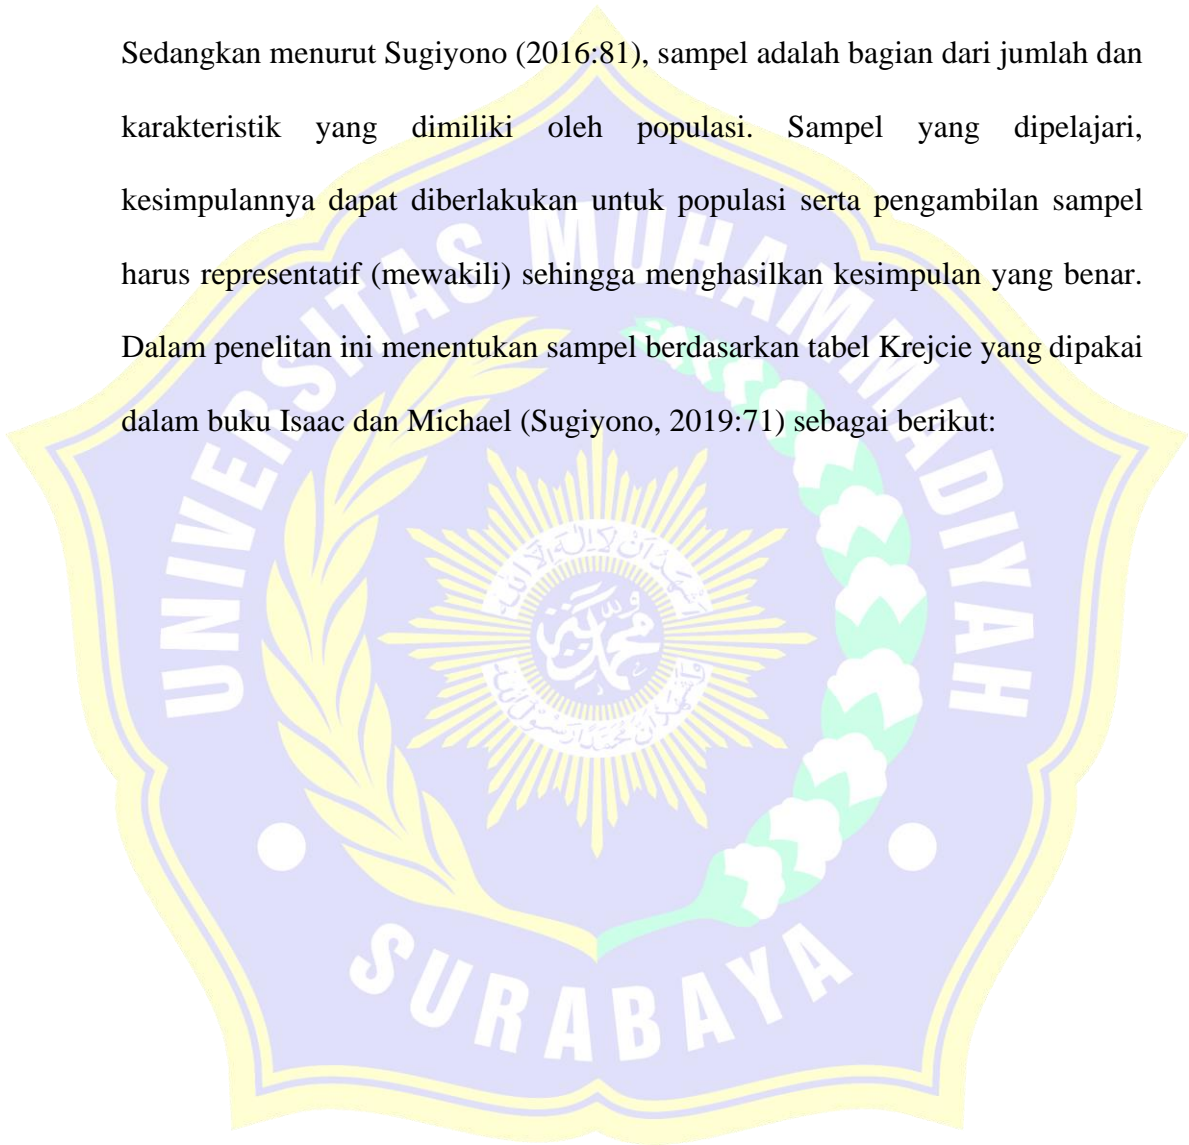 Sedangkan menurut Sugiyono (2016:81), sampel adalah bagian dari jumlah dan
karakteristik yang dimiliki oleh populasi. Sampel yang dipelajari,
kesimpulannya dapat diberlakukan untuk populasi serta pengambilan sampel
harus representatif (mewakili) sehingga menghasilkan kesimpulan yang benar.
Dalam penelitan ini menentukan sampel berdasarkan tabel Krejcie yang dipakai
dalam buku Isaac dan Michael (Sugiyono, 2019:71) sebagai berikut:
UNIVERSITAS MUHAMMADIYAH
SURABAYA